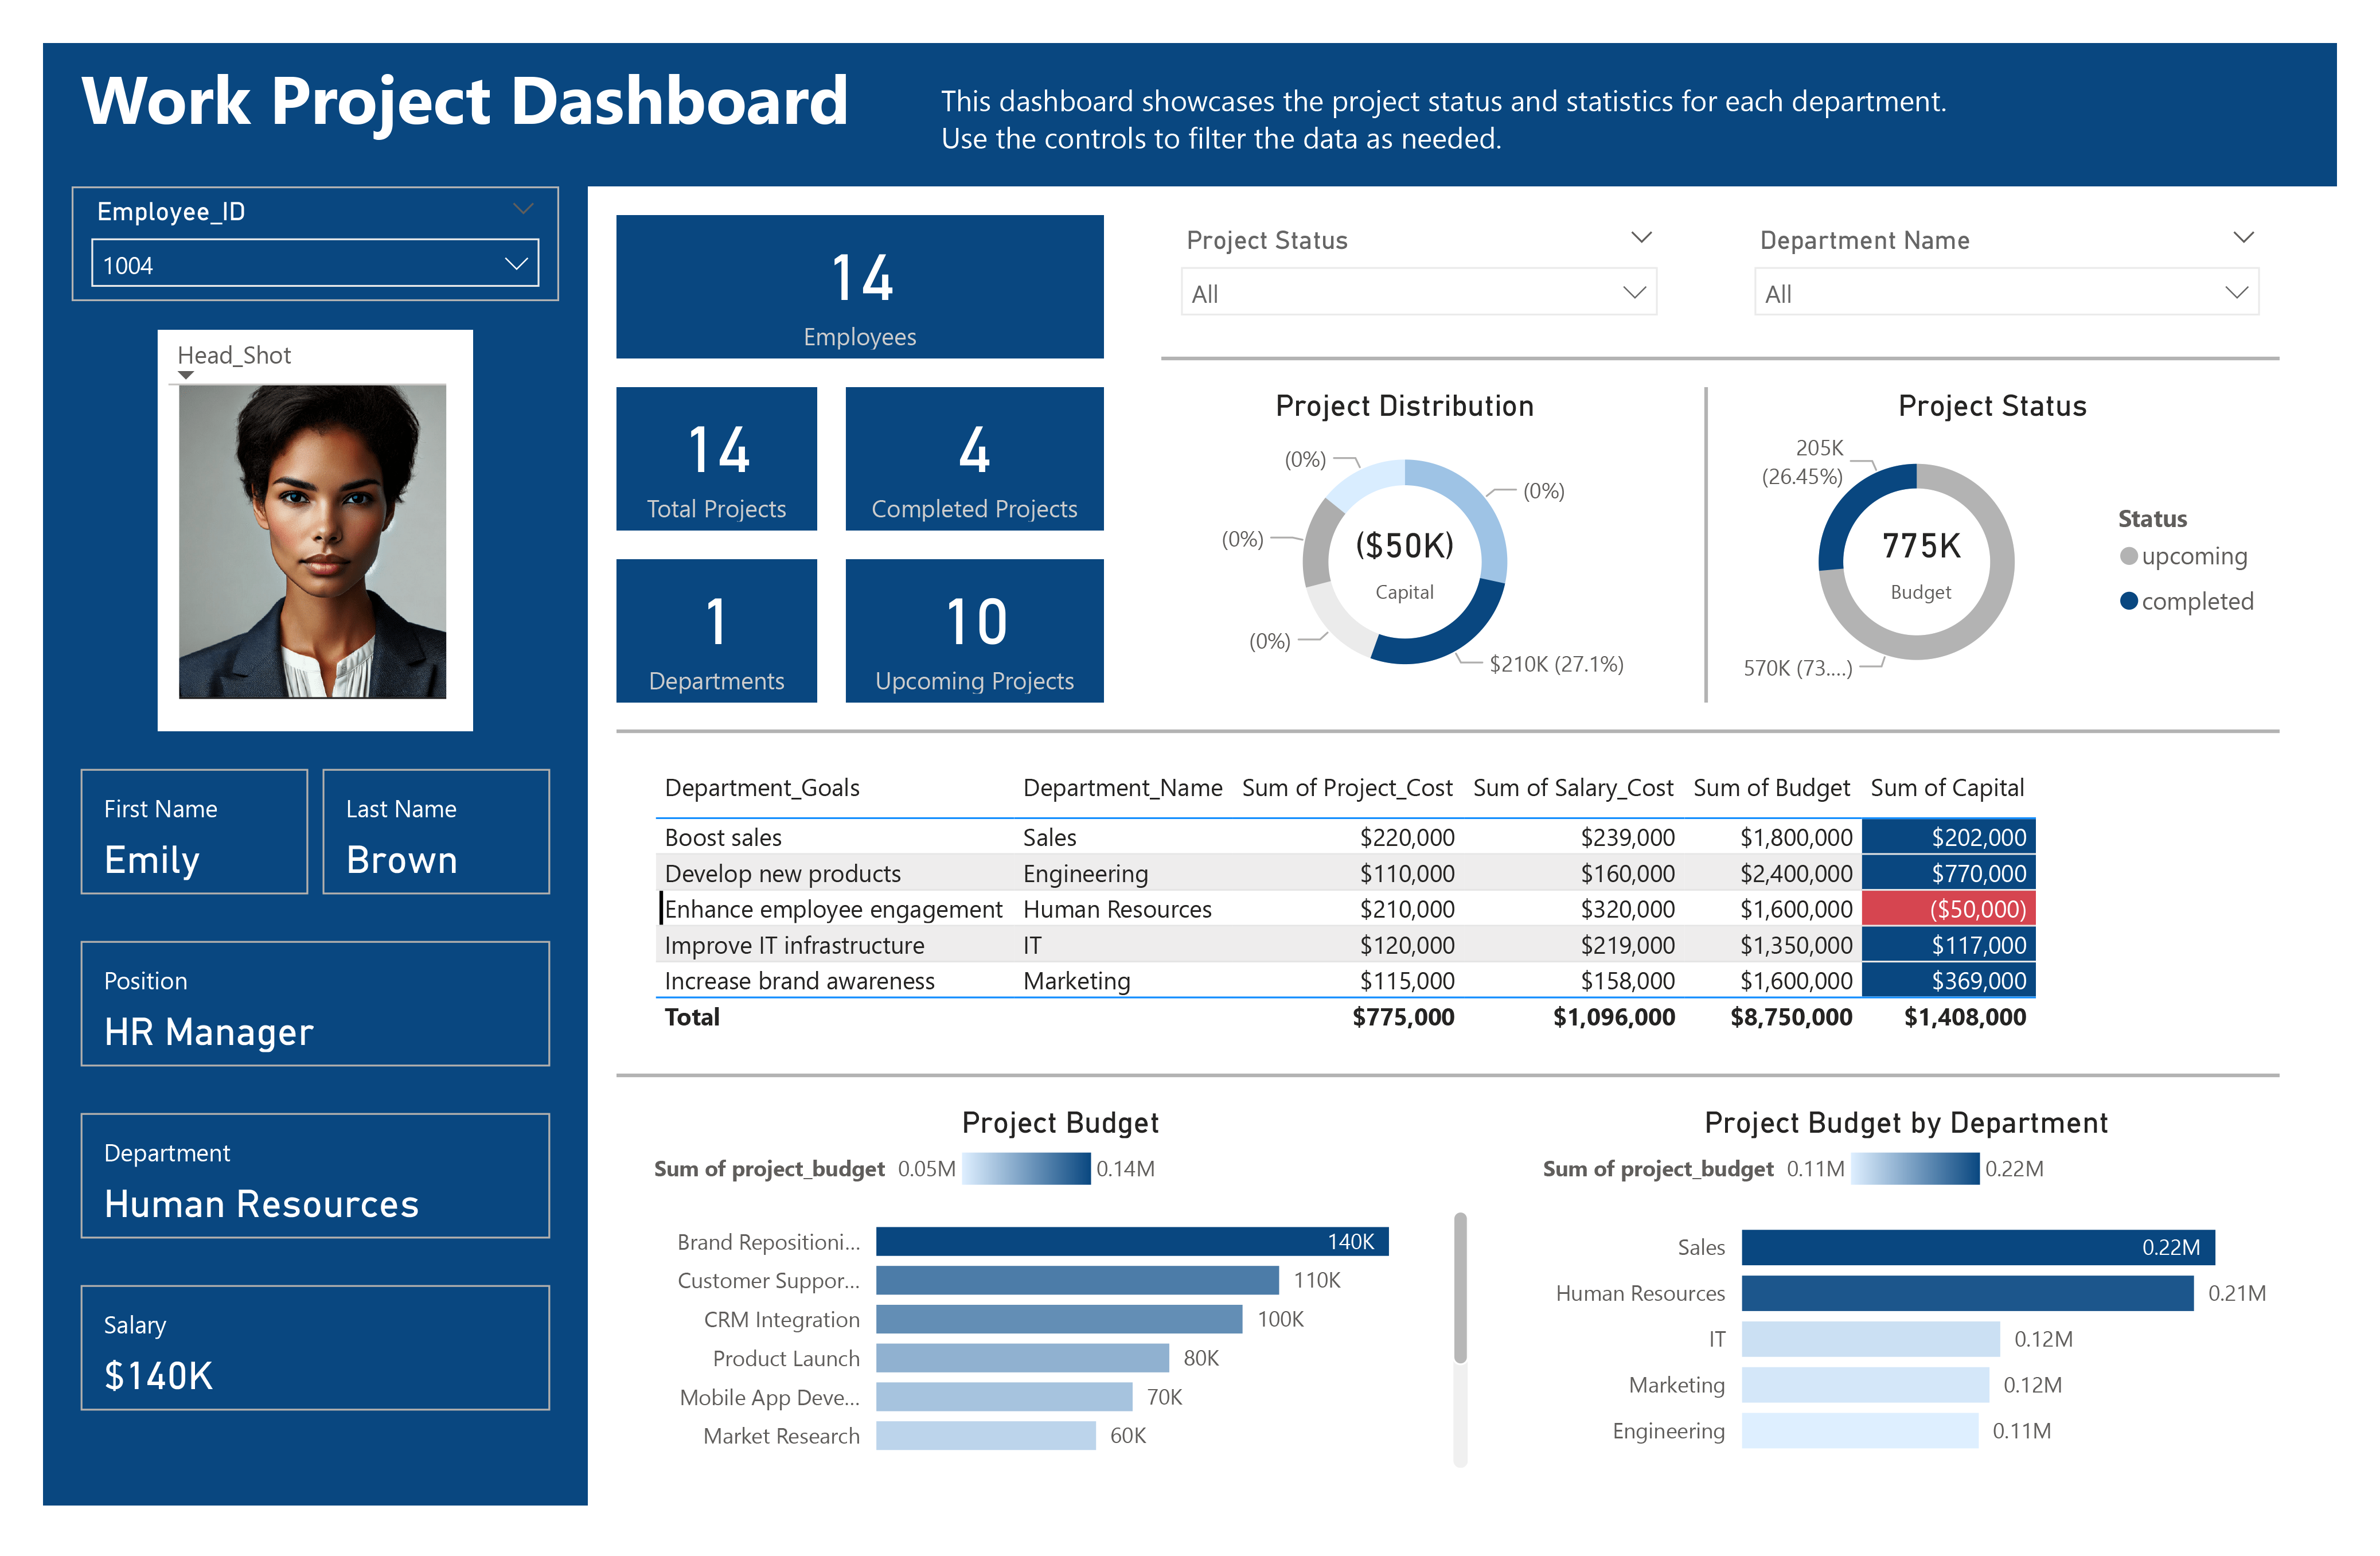 Work Project Dashboard
This dashboard showcases the project status and statistics for each department.
Use the controls to filter the data as needed.
Employee_ID
1004
Head_Shot
First Name
Emily
Last Name
Brown
Position
HR Manager
Department
Human Resources
Salary
$140K
14
Employees
14
Total Projects
4
Completed Projects
1
Departments
10
Upcoming Projects
Project Status
All
Department Name
All
Project Distribution
(0%)
(0%)
(0%)
(0%)
$210K (27.1%)
($50K)
Capital
Project Status
205K
(26.45%)
775K
Budget
570K (73....)
Status
upcoming
completed
Department_Goals Department_Name Sum of Project_Cost Sum of Salary_Cost Sum of Budget Sum of Capital
Boost sales Sales $220,000 $239,000 $1,800,000 $202,000
Develop new products Engineering $110,000 $160,000 $2,400,000 $770,000
Enhance employee engagement Human Resources $210,000 $320,000 $1,600,000 ($50,000)
Improve IT infrastructure IT $120,000 $219,000 $1,350,000 $117,000
Increase brand awareness Marketing $115,000 $158,000 $1,600,000 $369,000
Total $775,000 $1,096,000 $8,750,000 $1,408,000
Project Budget
Sum of project_budget 0.05M 0.14M
Brand Repositioni... 140K
Customer Suppor... 110K
CRM Integration 100K
Product Launch 80K
Mobile App Deve... 70K
Market Research 60K
Project Budget by Department
Sum of project_budget 0.11M 0.22M
Sales 0.22M
Human Resources 0.21M
IT 0.12M
Marketing 0.12M
Engineering 0.11M